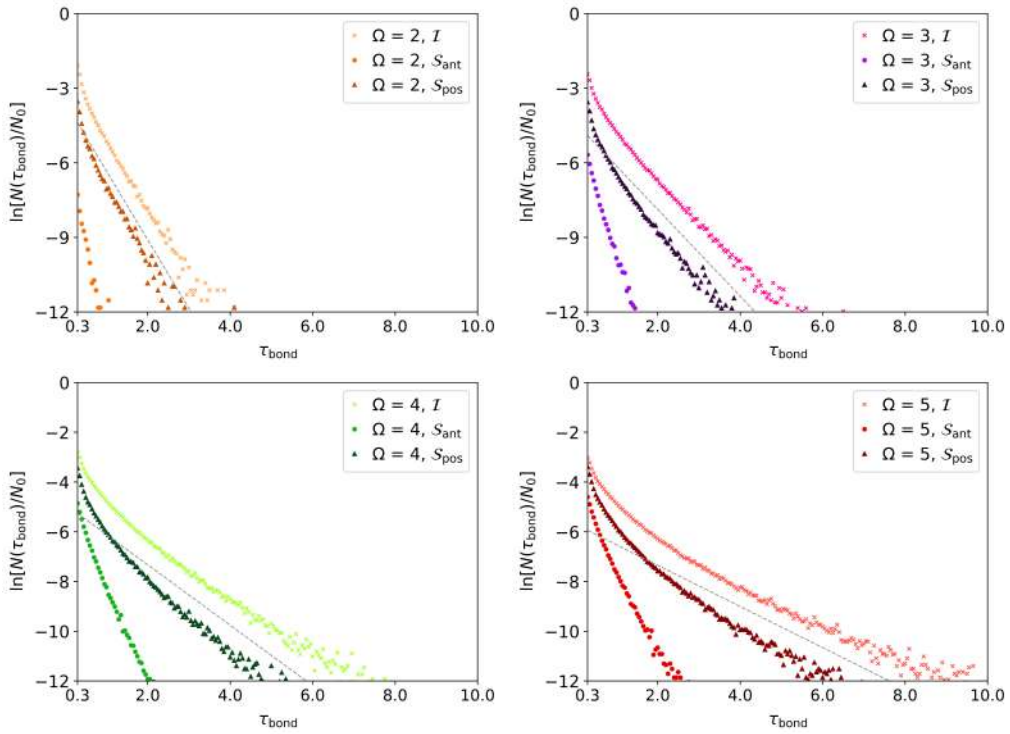 0
−3
−6
−9
−12
ln[N(τbond)/N0]
Ω = 2, I
Ω = 2, Sant
Ω = 2, Spos
0.3 2.0 4.0 6.0 8.0 10.0
τbond
0
−3
−6
−9
−12
ln[N(τbond)/N0]
Ω = 3, I
Ω = 3, Sant
Ω = 3, Spos
0.3 2.0 4.0 6.0 8.0 10.0
τbond
0
−2
−4
−6
−8
−10
−12
ln[N(τbond)/N0]
Ω = 4, I
Ω = 4, Sant
Ω = 4, Spos
0.3 2.0 4.0 6.0 8.0 10.0
τbond
0
−2
−4
−6
−8
−10
−12
ln[N(τbond)/N0]
Ω = 5, I
Ω = 5, Sant
Ω = 5, Spos
0.3 2.0 4.0 6.0 8.0 10.0
τbond